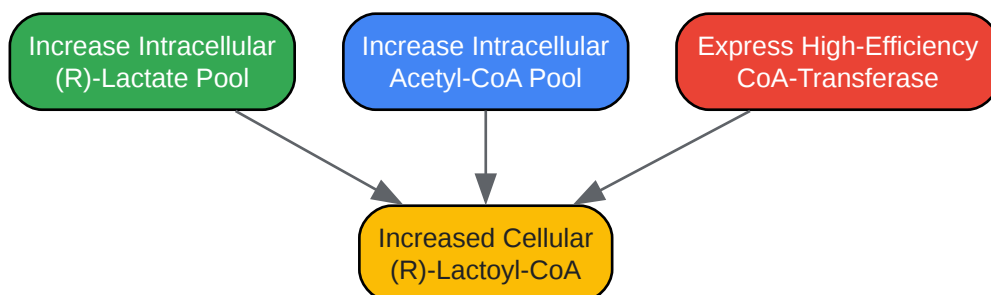 Increase Intracellular
(R)-Lactate Pool
Increase Intracellular
Acetyl-CoA Pool
Express High-Efficiency
CoA-Transferase
Increased Cellular
(R)-Lactoyl-CoA